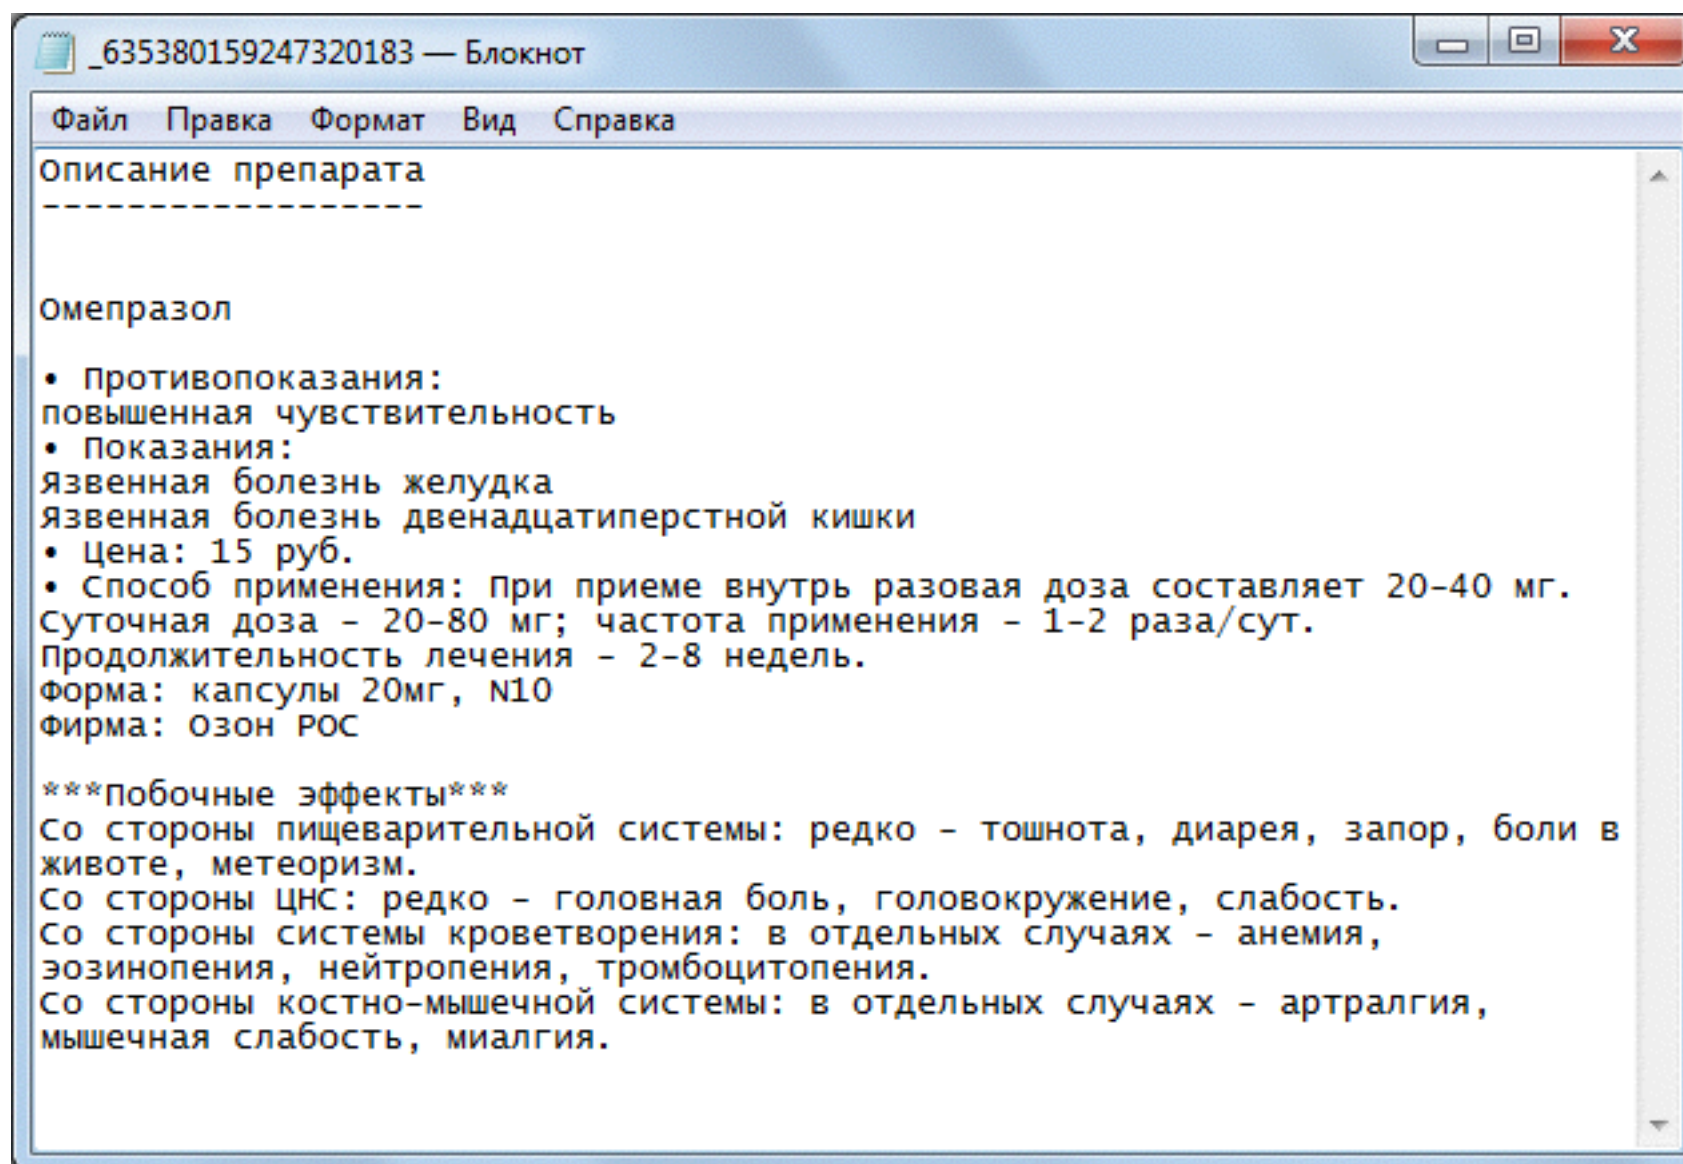 _635380159247320183 — Блокнот
Файл Правка Формат Вид Справка
Описание препарата
------------------
Омепразол
• Противопоказания:
повышенная чувствительность
• Показания:
Язвенная болезнь желудка
Язвенная болезнь двенадцатиперстной кишки
• Цена: 15 руб.
• Способ применения: При приеме внутрь разовая доза составляет 20-40 мг.
Суточная доза - 20-80 мг; частота применения - 1-2 раза/сут.
Продолжительность лечения - 2-8 недель.
Форма: капсулы 20мг, N10
Фирма: Озон РОС
***Побочные эффекты***
Со стороны пищеварительной системы: редко - тошнота, диарея, запор, боли в
животе, метеоризм.
Со стороны ЦНС: редко - головная боль, головокружение, слабость.
Со стороны системы кроветворения: в отдельных случаях - анемия,
эозинопения, нейтропения, тромбоцитопения.
Со стороны костно-мышечной системы: в отдельных случаях - артралгия,
мышечная слабость, миалгия.